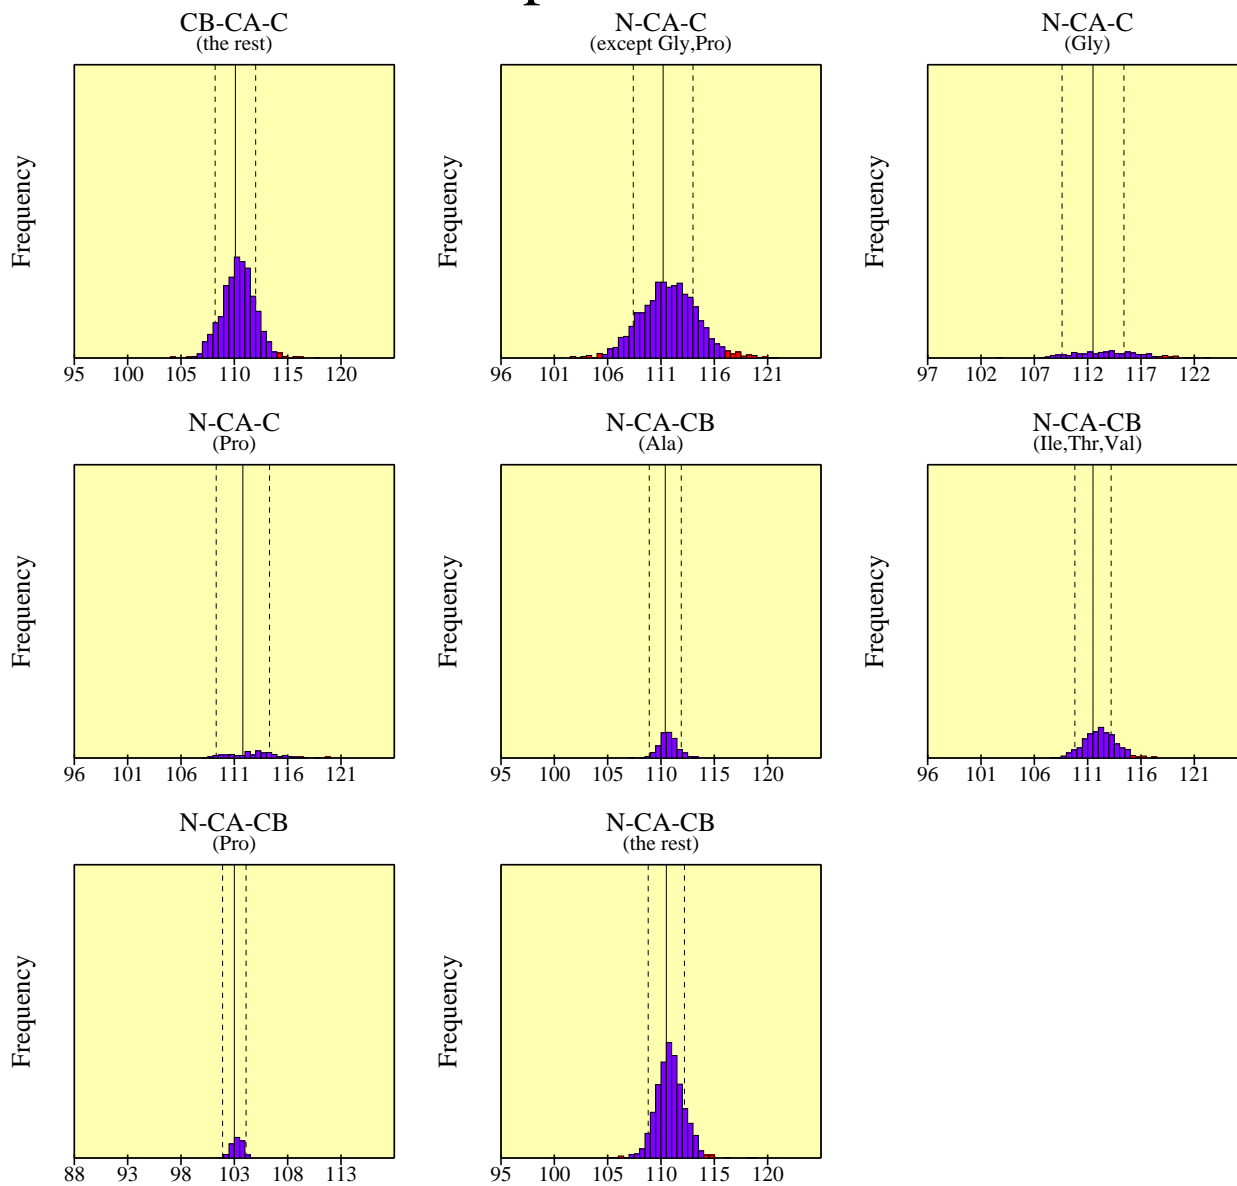 CB-CA-C
(the rest)
Frequency
95 100 105 110 115 120
N-CA-C
(except Gly,Pro)
Frequency
96 101 106 111 116 121
N-CA-C
(Gly)
Frequency
97 102 107 112 117 122
N-CA-C
(Pro)
Frequency
96 101 106 111 116 121
N-CA-CB
(Ala)
Frequency
95 100 105 110 115 120
N-CA-CB
(Ile,Thr,Val)
Frequency
96 101 106 111 116 121
N-CA-CB
(Pro)
Frequency
88 93 98 103 108 113
N-CA-CB
(the rest)
Frequency
95 100 105 110 115 120